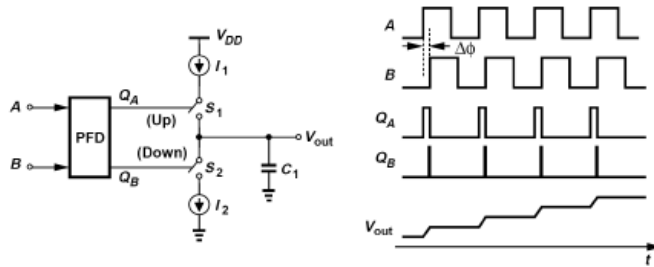 V_DD
I_1
A
Q_A
S_1
(Up)
PFD
V_out
(Down)
B
Q_B
S_2
C_1
I_2
A
Δϕ
B
Q_A
Q_B
V_out
t